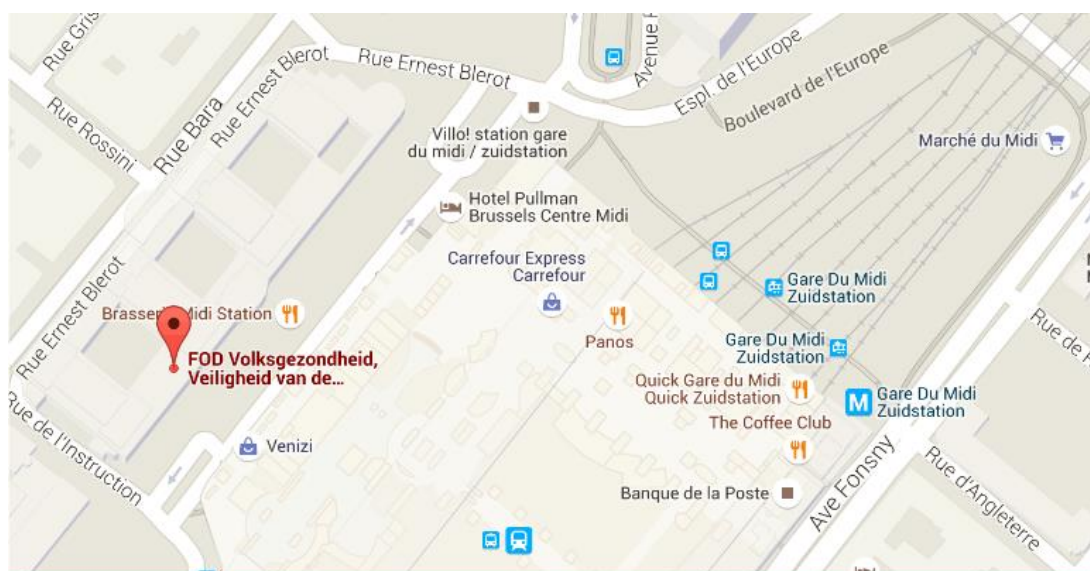 Rue Gris
Rue Ernest Blerot
Rue Ernest Blerot
Avenue
Espl. de l'Europe
Boulevard de l'Europe
Rue Rossini
Rue Bara
Villo! station gare
du midi / zuidstation
Marché du Midi
Hotel Pullman
Brussels Centre Midi
Carrefour Express
Carrefour
Gare Du Midi
Zuidstation
Rue Ernest Blerot
Midi Station
Panos
Gare Du Midi
Zuidstation
Rue de
FOD Volksgezondheid,
Veiligheid van de...
Quick Gare du Midi
Quick Zuidstation
M
Gare Du Midi
Zuidstation
The Coffee Club
Rue de l'Instruction
Venizi
Banque de la Poste
Ave Fonsny
Rue d'Angleterre